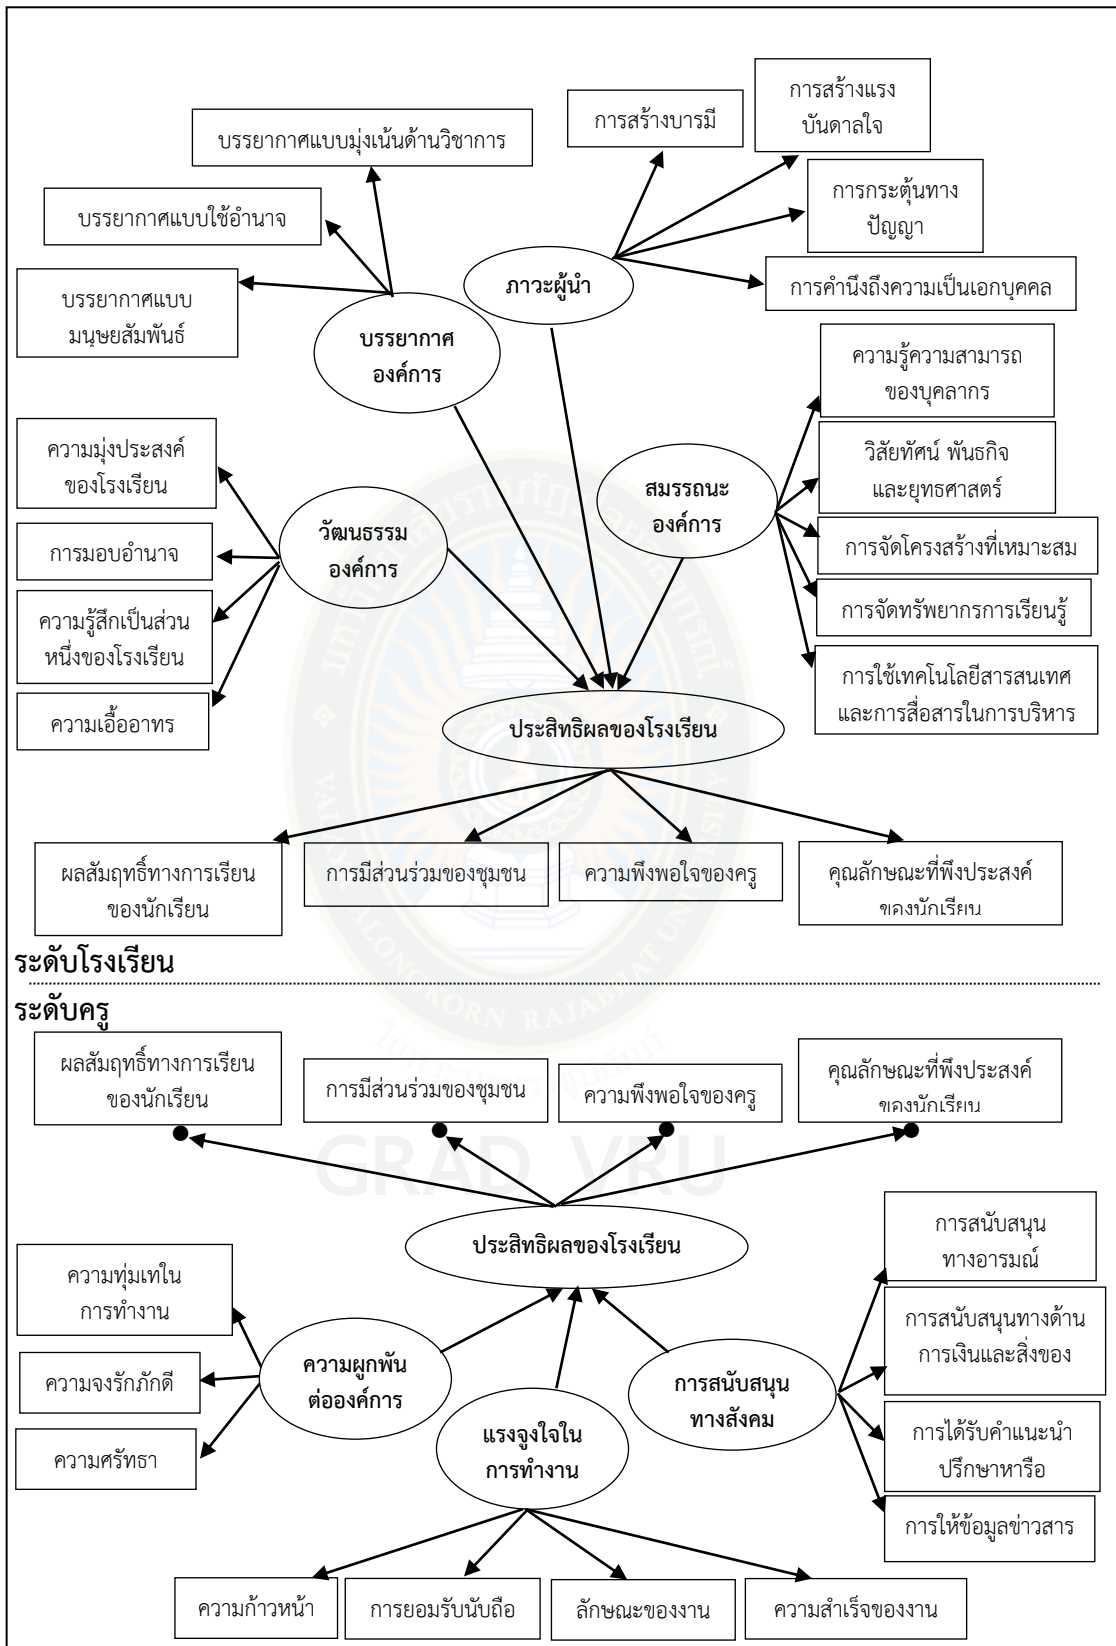 การสร้างแรง
บันดาลใจ
การสร้างบารมี
บรรยากาศแบบมุ่งเน้นด้านวิชาการ
การกระตุ้นทาง
ปัญญา
บรรยากาศแบบใช้อำนาจ
ภาวะผู้นำ
การคำนึงถึงความเป็นเอกบุคคล
บรรยากาศแบบ
มนุษยสัมพันธ์
บรรยากาศ
องค์การ
ความรู้ความสามารถ
ของบุคลากร
ความมุ่งประสงค์
ของโรงเรียน
วิสัยทัศน์ พันธกิจ
และยุทธศาสตร์
สมรรถนะ
องค์การ
วัฒนธรรม
องค์การ
การมอบอำนาจ
การจัดโครงสร้างที่เหมาะสม
ความรู้สึกเป็นส่วน
หนึ่งของโรงเรียน
การจัดทรัพยากรการเรียนรู้
ความเอื้ออาทร
การใช้เทคโนโลยีสารสนเทศ
และการสื่อสารในการบริหาร
ประสิทธิผลของโรงเรียน
ผลสัมฤทธิ์ทางการเรียน
ของนักเรียน
การมีส่วนร่วมของชุมชน
ความพึงพอใจของครู
คุณลักษณะที่พึงประสงค์
ของนักเรียน
ระดับโรงเรียน
ระดับครู
ผลสัมฤทธิ์ทางการเรียน
ของนักเรียน
การมีส่วนร่วมของชุมชน
ความพึงพอใจของครู
คุณลักษณะที่พึงประสงค์
ของนักเรียน
GRAD VRU
ประสิทธิผลของโรงเรียน
การสนับสนุน
ทางอารมณ์
ความทุ่มเทใน
การทำงาน
การสนับสนุนทางด้าน
การเงินและสิ่งของ
ความผูกพัน
ต่อองค์การ
การสนับสนุน
ทางสังคม
ความจงรักภักดี
แรงจูงใจใน
การทำงาน
การได้รับคำแนะนำ
ปรึกษาหารือ
ความศรัทธา
การให้ข้อมูลข่าวสาร
ความก้าวหน้า
การยอมรับนับถือ
ลักษณะของงาน
ความสำเร็จของงาน